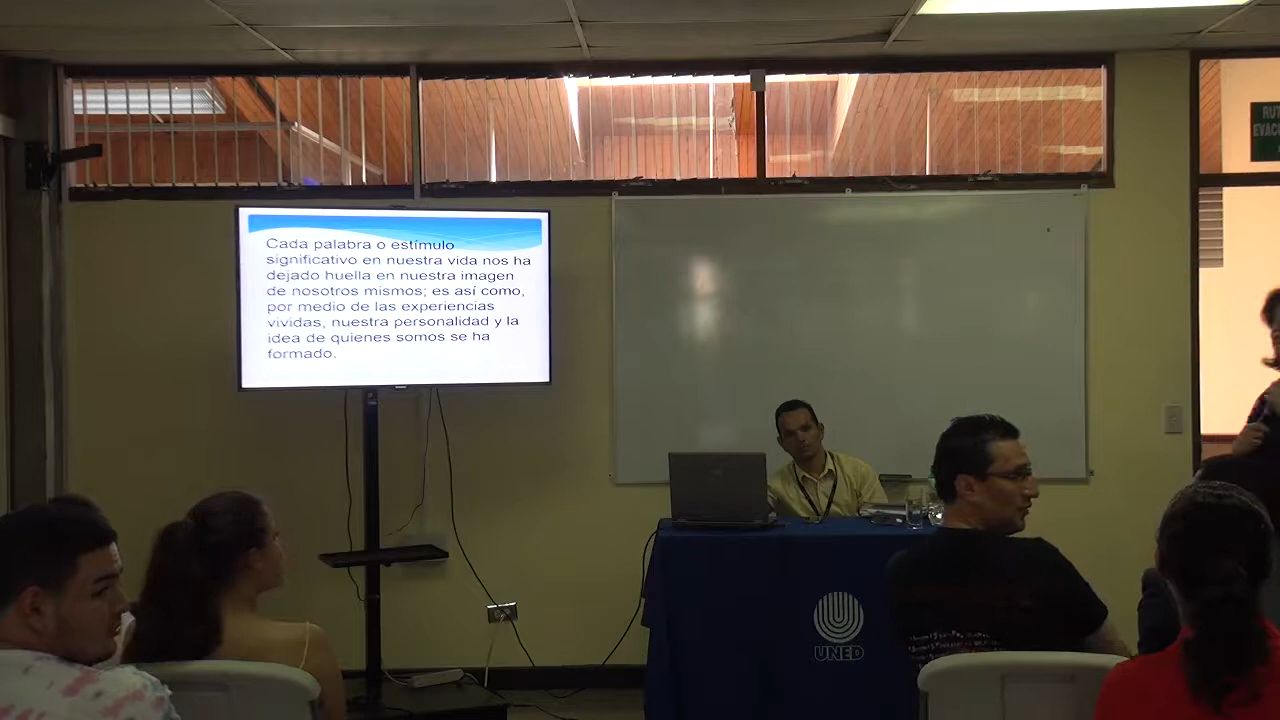 Cada palabra o estímulo
significativo en nuestra vida nos ha
dejado huella en nuestra imagen
de nosotros mismos; es así como,
por medio de las experiencias
vividas, nuestra personalidad y la
idea de quienes somos se ha
formado.
UNED